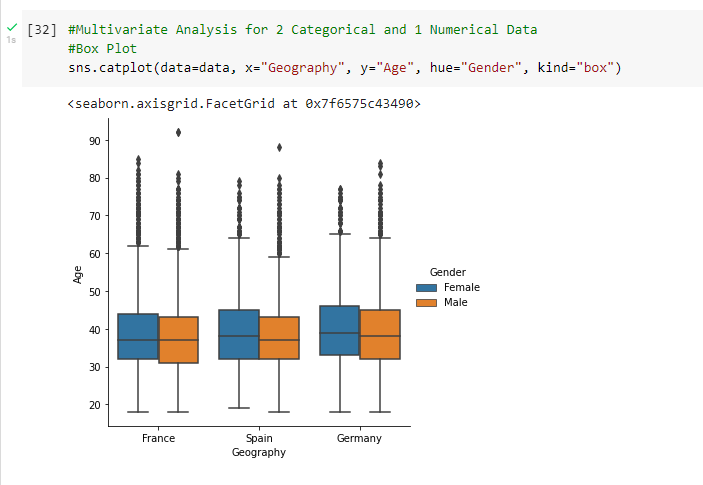 [32] #Multivariate Analysis for 2 Categorical and 1 Numerical Data
1s
#Box Plot
sns.catplot(data=data, x="Geography", y="Age", hue="Gender", kind="box")
<seaborn.axisgrid.FacetGrid at 0x7f6575c43490>
90
80
70
60
50
40
30
20
Age
Gender
Female
Male
France Spain Germany
Geography